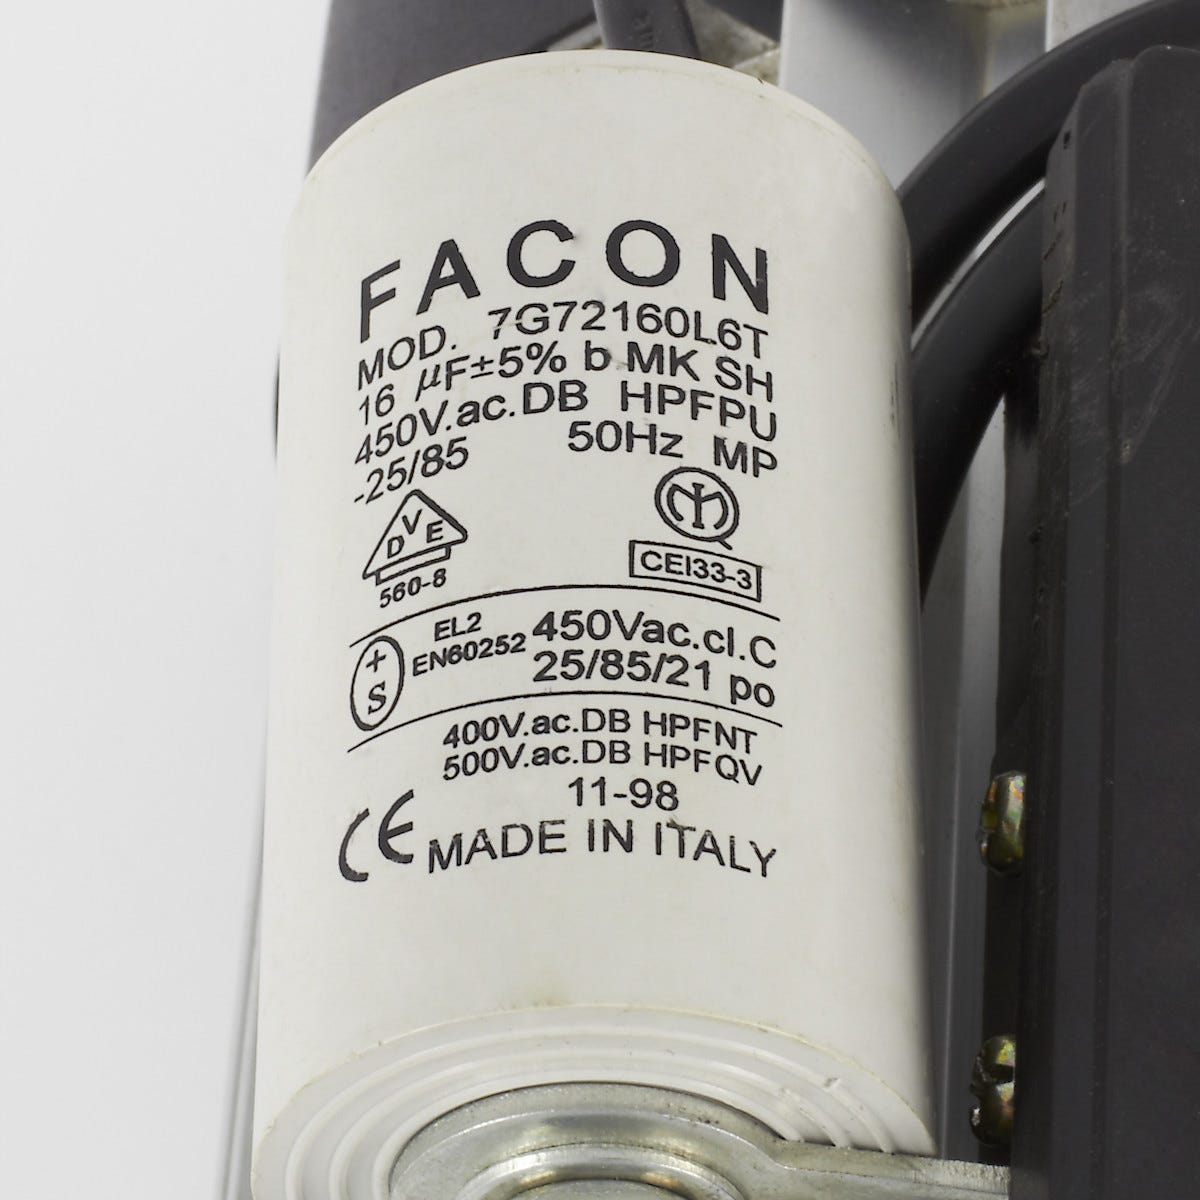 FACON
MOD. 7G72160L6T
16 µF±5% b MK SH
450V.ac.DB HPFPU
-25/85 50Hz MP
DVE
560-8
CEI33-3
+
S
EL2
EN60252
450Vac.cl.C
25/85/21 po
400V.ac.DB HPFNT
500V.ac.DB HPFQV
11-98
CE MADE IN ITALY